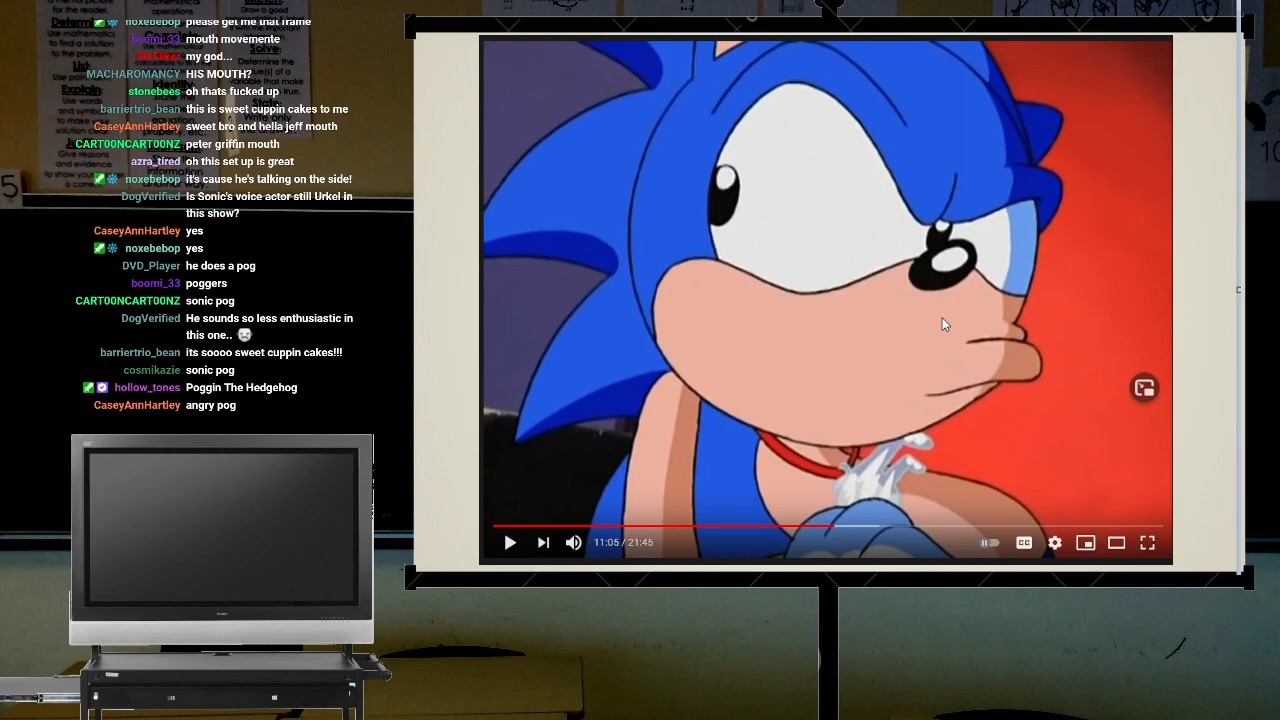 noxebebop please get me that frame
boomi_33 mouth movemente
my god...
MACHAROMANCY HIS MOUTH?
stonebees oh thats fucked up
barriertrio_bean this is sweet cuppin cakes to me
CaseyAnnHartley sweet bro and hella jeff mouth
CART00NCART00NZ peter griffin mouth
azra_tired oh this set up is great
noxebebop it's cause he's talking on the side!
DogVerified Is Sonic's voice actor still Urkel in
this show?
CaseyAnnHartley yes
noxebebop yes
DVD_Player he does a pog
boomi_33 poggers
CART00NCART00NZ sonic pog
DogVerified He sounds so less enthusiastic in
this one..
barriertrio_bean its soooo sweet cuppin cakes!!!
cosmikazie sonic pog
hollow_tones Poggin The Hedgehog
CaseyAnnHartley angry pog
11:05 / 21:45
CC
Explain:
Solve:
5
10